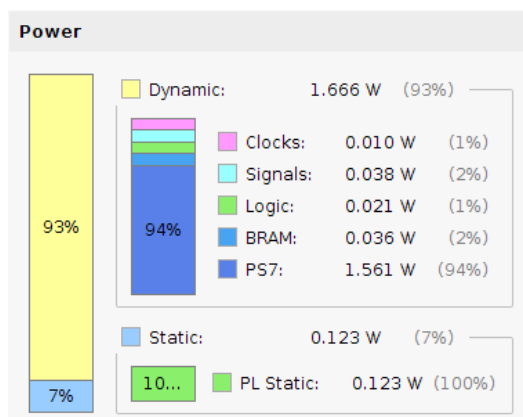 Power
Dynamic: 1.666 W (93%)
Clocks: 0.010 W (1%)
Signals: 0.038 W (2%)
Logic: 0.021 W (1%)
BRAM: 0.036 W (2%)
PS7: 1.561 W (94%)
93%
94%
Static: 0.123 W (7%)
10... PL Static: 0.123 W (100%)
7%